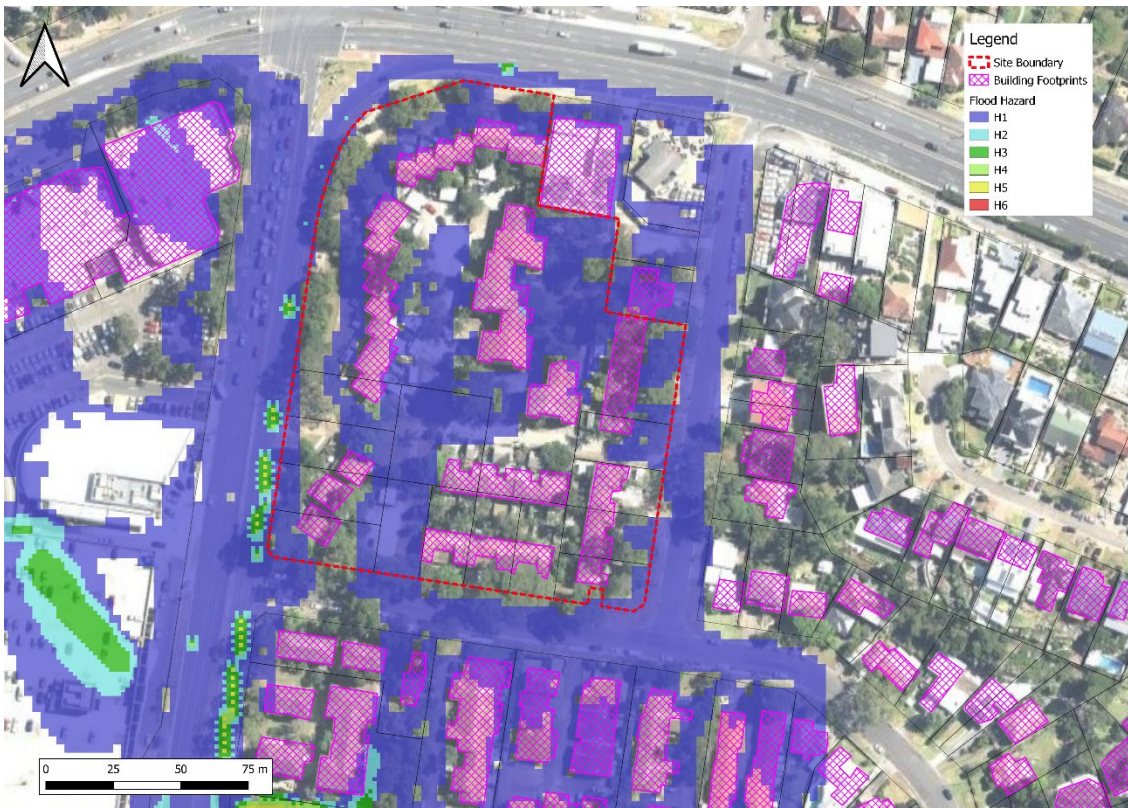 Legend
Site Boundary
Building Footprints
Flood Hazard
H1
H2
H3
H4
H5
H6
0 25 50 75 m